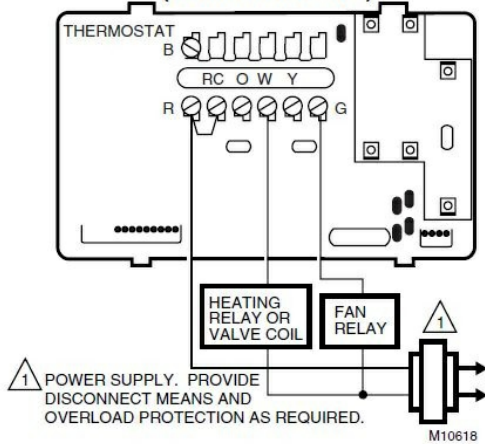 THERMOSTAT
B
RC O W Y
R G
HEATING
RELAY OR
VALVE COIL
FAN
RELAY
1
1 POWER SUPPLY. PROVIDE
DISCONNECT MEANS AND
OVERLOAD PROTECTION AS REQUIRED.
M10618